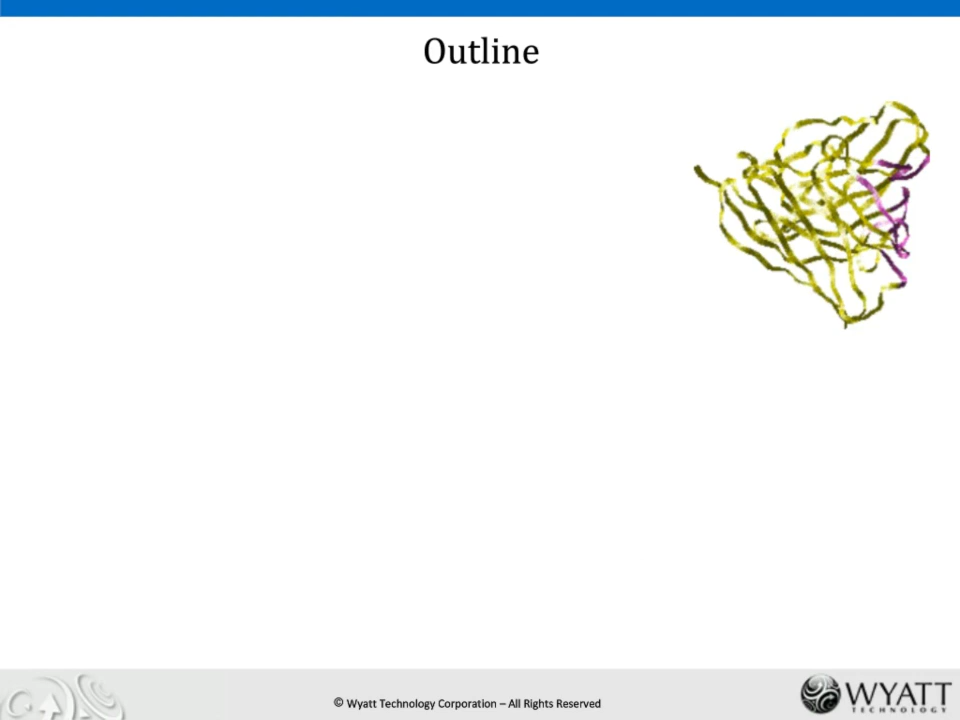 Outline
© Wyatt Technology Corporation – All Rights Reserved
WYATT
TECHNOLOGY